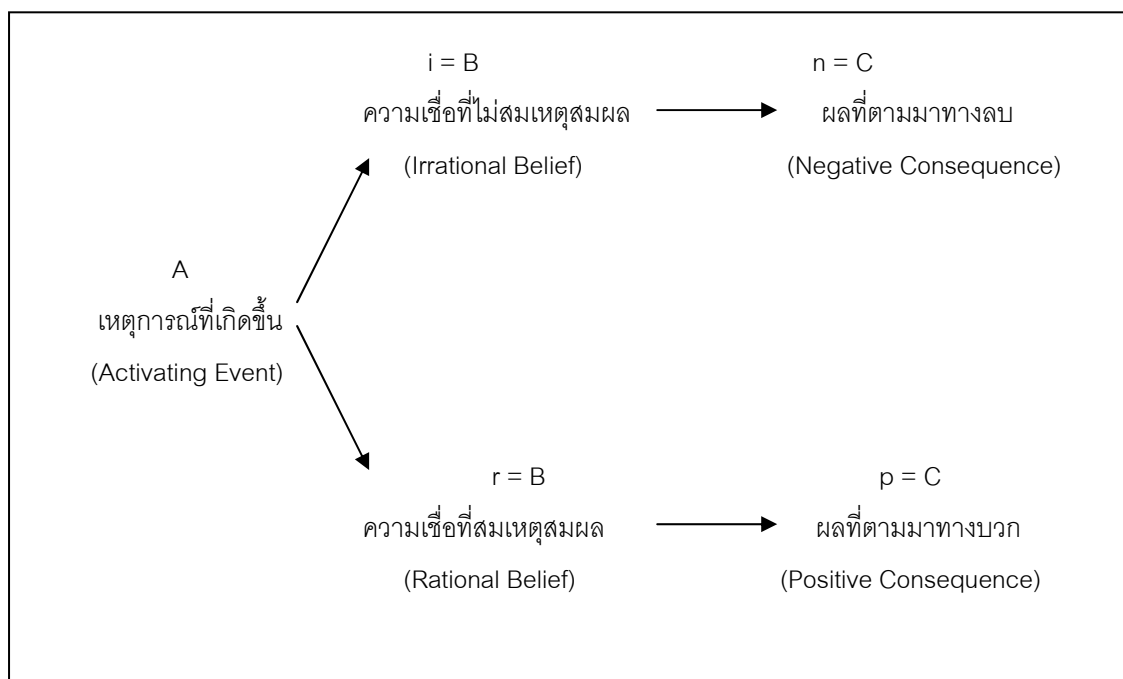 i = B
ความเชื่อที่ไม่สมเหตุสมผล
(Irrational Belief)
n = C
ผลที่ตามมาทางลบ
(Negative Consequence)
A
เหตุการณ์ที่เกิดขึ้น
(Activating Event)
r = B
ความเชื่อที่สมเหตุสมผล
(Rational Belief)
p = C
ผลที่ตามมาทางบวก
(Positive Consequence)